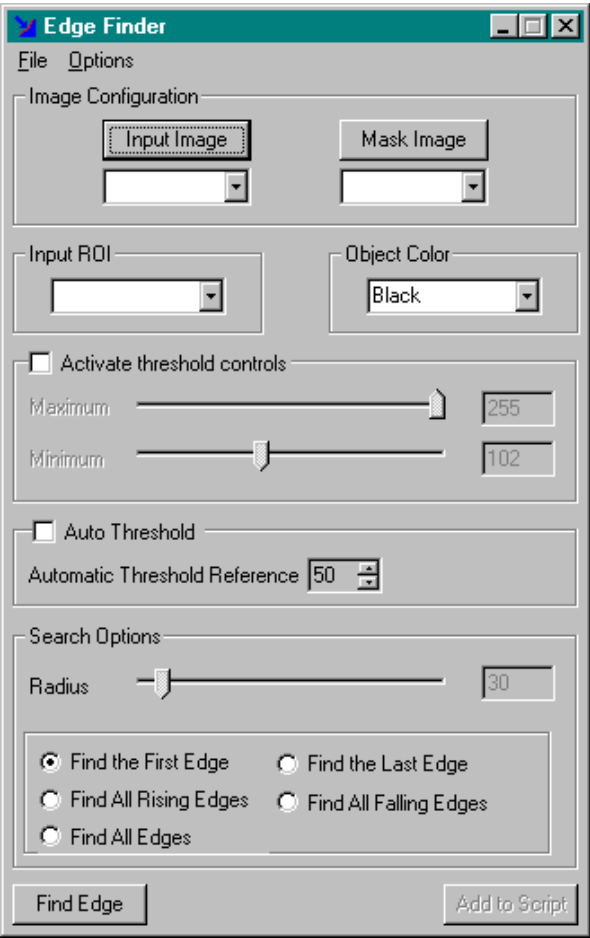 Edge Finder
File Options
Image Configuration
Input Image Mask Image
Input ROI Object Color
Black
Activate threshold controls
Maximum 255
Minimum 102
Auto Threshold
Automatic Threshold Reference 50
Search Options
Radius 30
Find the First Edge Find the Last Edge
Find All Rising Edges Find All Falling Edges
Find All Edges
Find Edge Add to Script